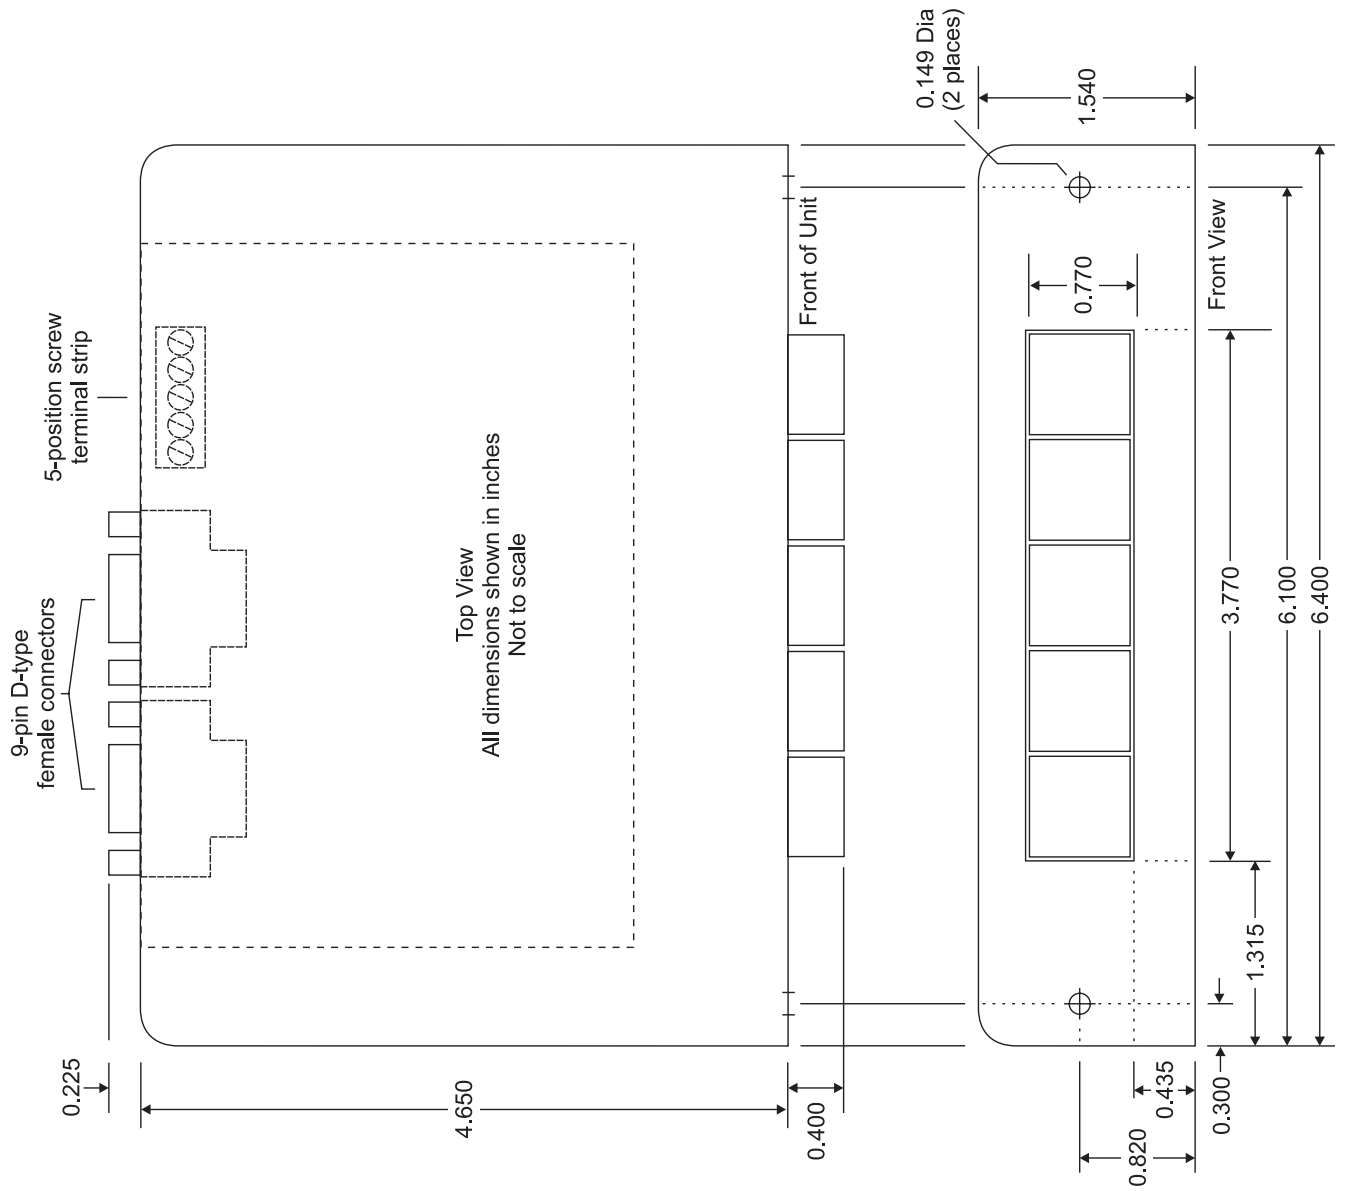 9-pin D-type
female connectors
5-position screw
terminal strip
0.225
4.650
0.400
Top View
All dimensions shown in inches
Not to scale
Front of Unit
0.149 Dia
(2 places)
1.540
0.770
Front View
3.770
6.100
6.400
1.315
0.300
0.435
0.820